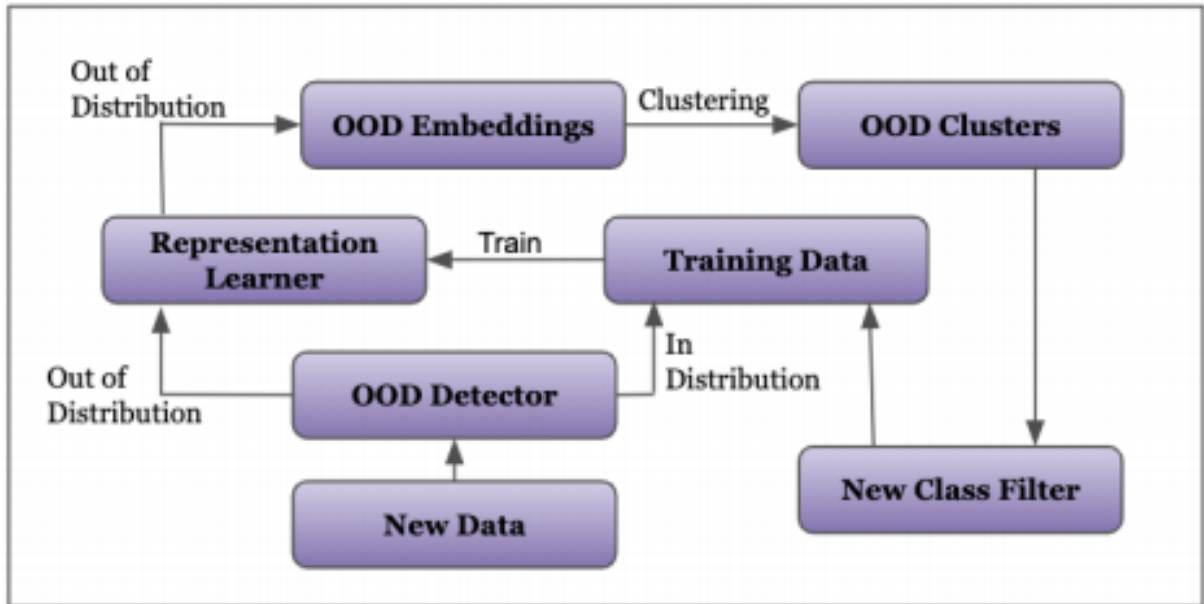 Out of
Distribution
OOD Embeddings
Clustering
OOD Clusters
Representation
Learner
Train
Training Data
Out of
Distribution
OOD Detector
In
Distribution
New Data
New Class Filter